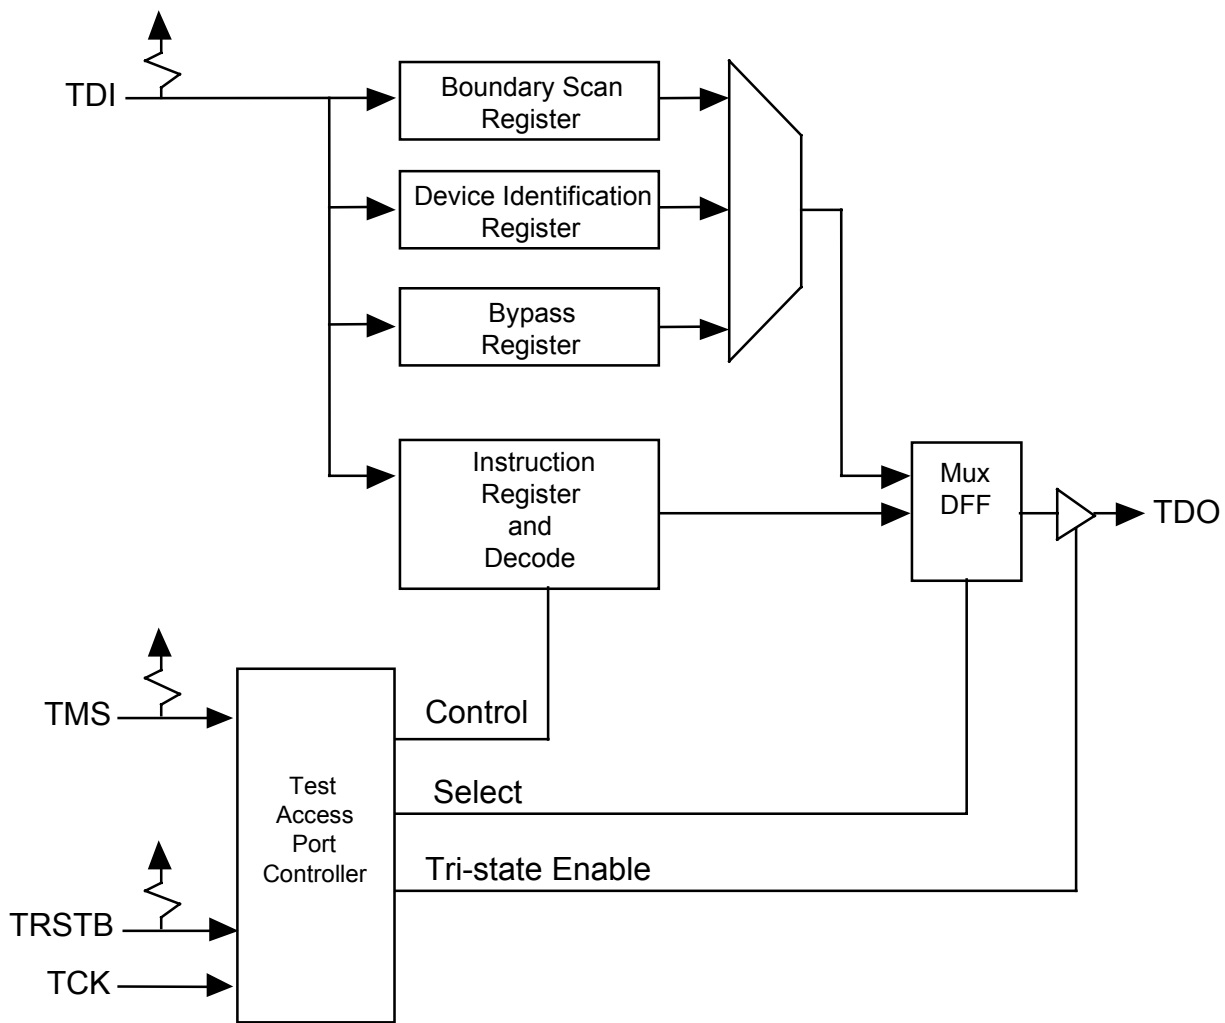 TDI
Boundary Scan
Register
Device Identification
Register
Bypass
Register
Instruction
Register
and
Decode
Mux
DFF
TDO
TMS
Control
Test
Access
Port
Controller
Select
Tri-state Enable
TRSTB
TCK